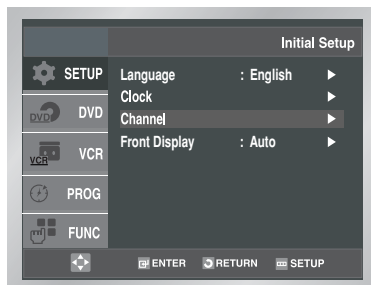 Initial Setup
SETUP
Language : English ►
Clock ►
Channel ►
Front Display : Auto ►
DVD DVD
VCR VCR
PROG
FUNC
ENTER RETURN SETUP